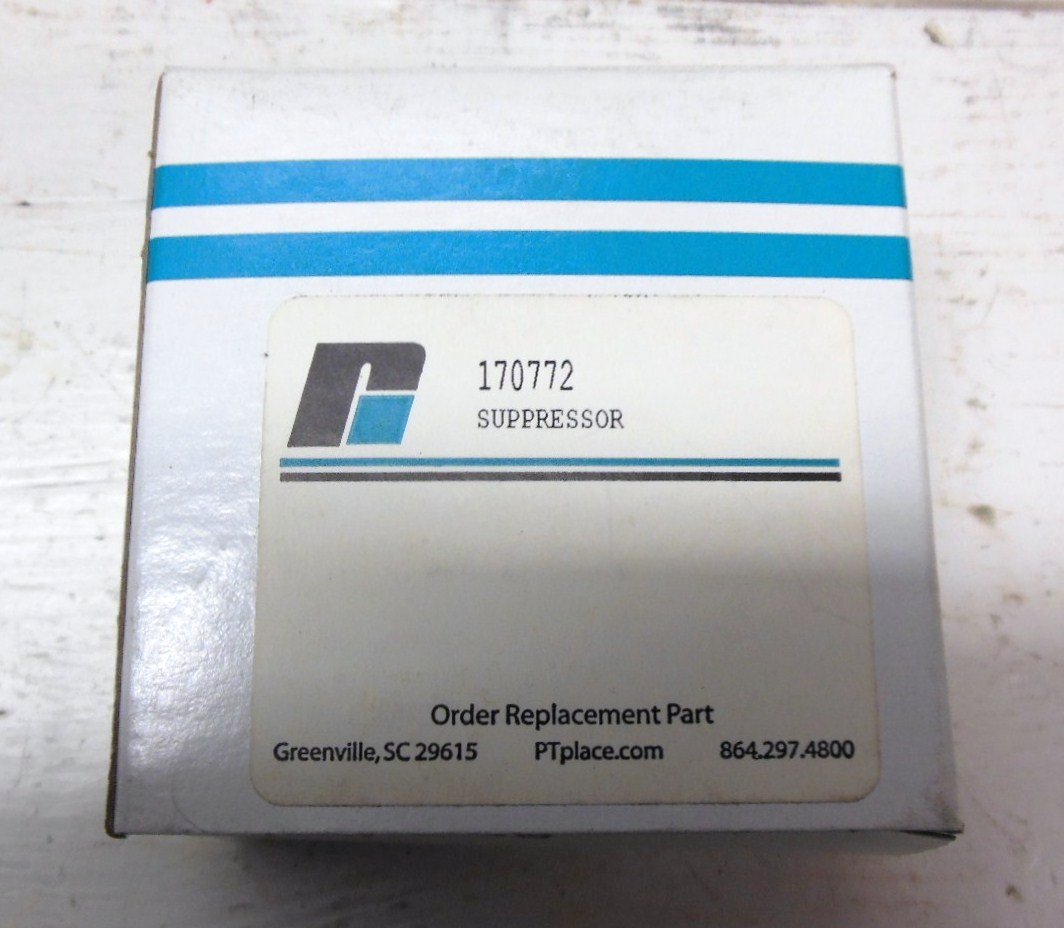 170772
SUPPRESSOR
Order Replacement Part
Greenville, SC 29615 PTplace.com 864.297.4800